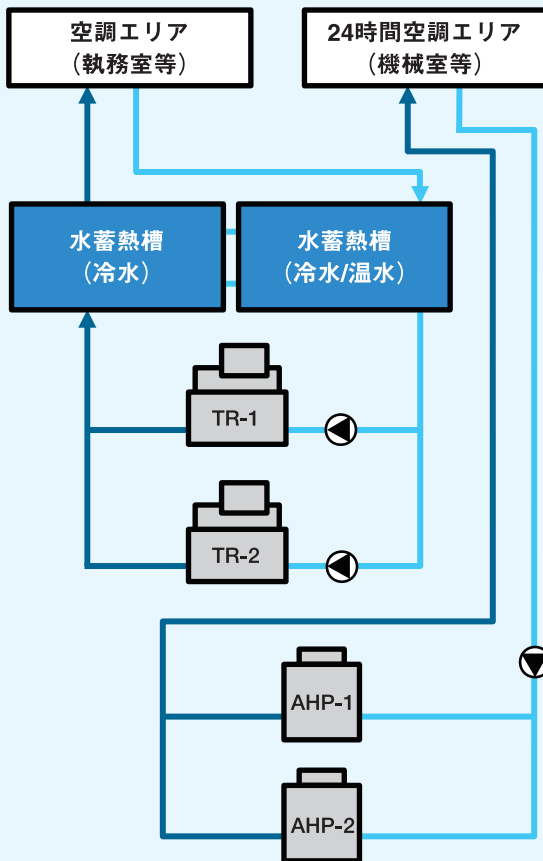 空調エリア
（執務室等）
24時間空調エリア
（機械室等）
水蓄熱槽
（冷水）
水蓄熱槽
（冷水/温水）
TR-1
TR-2
AHP-1
AHP-2